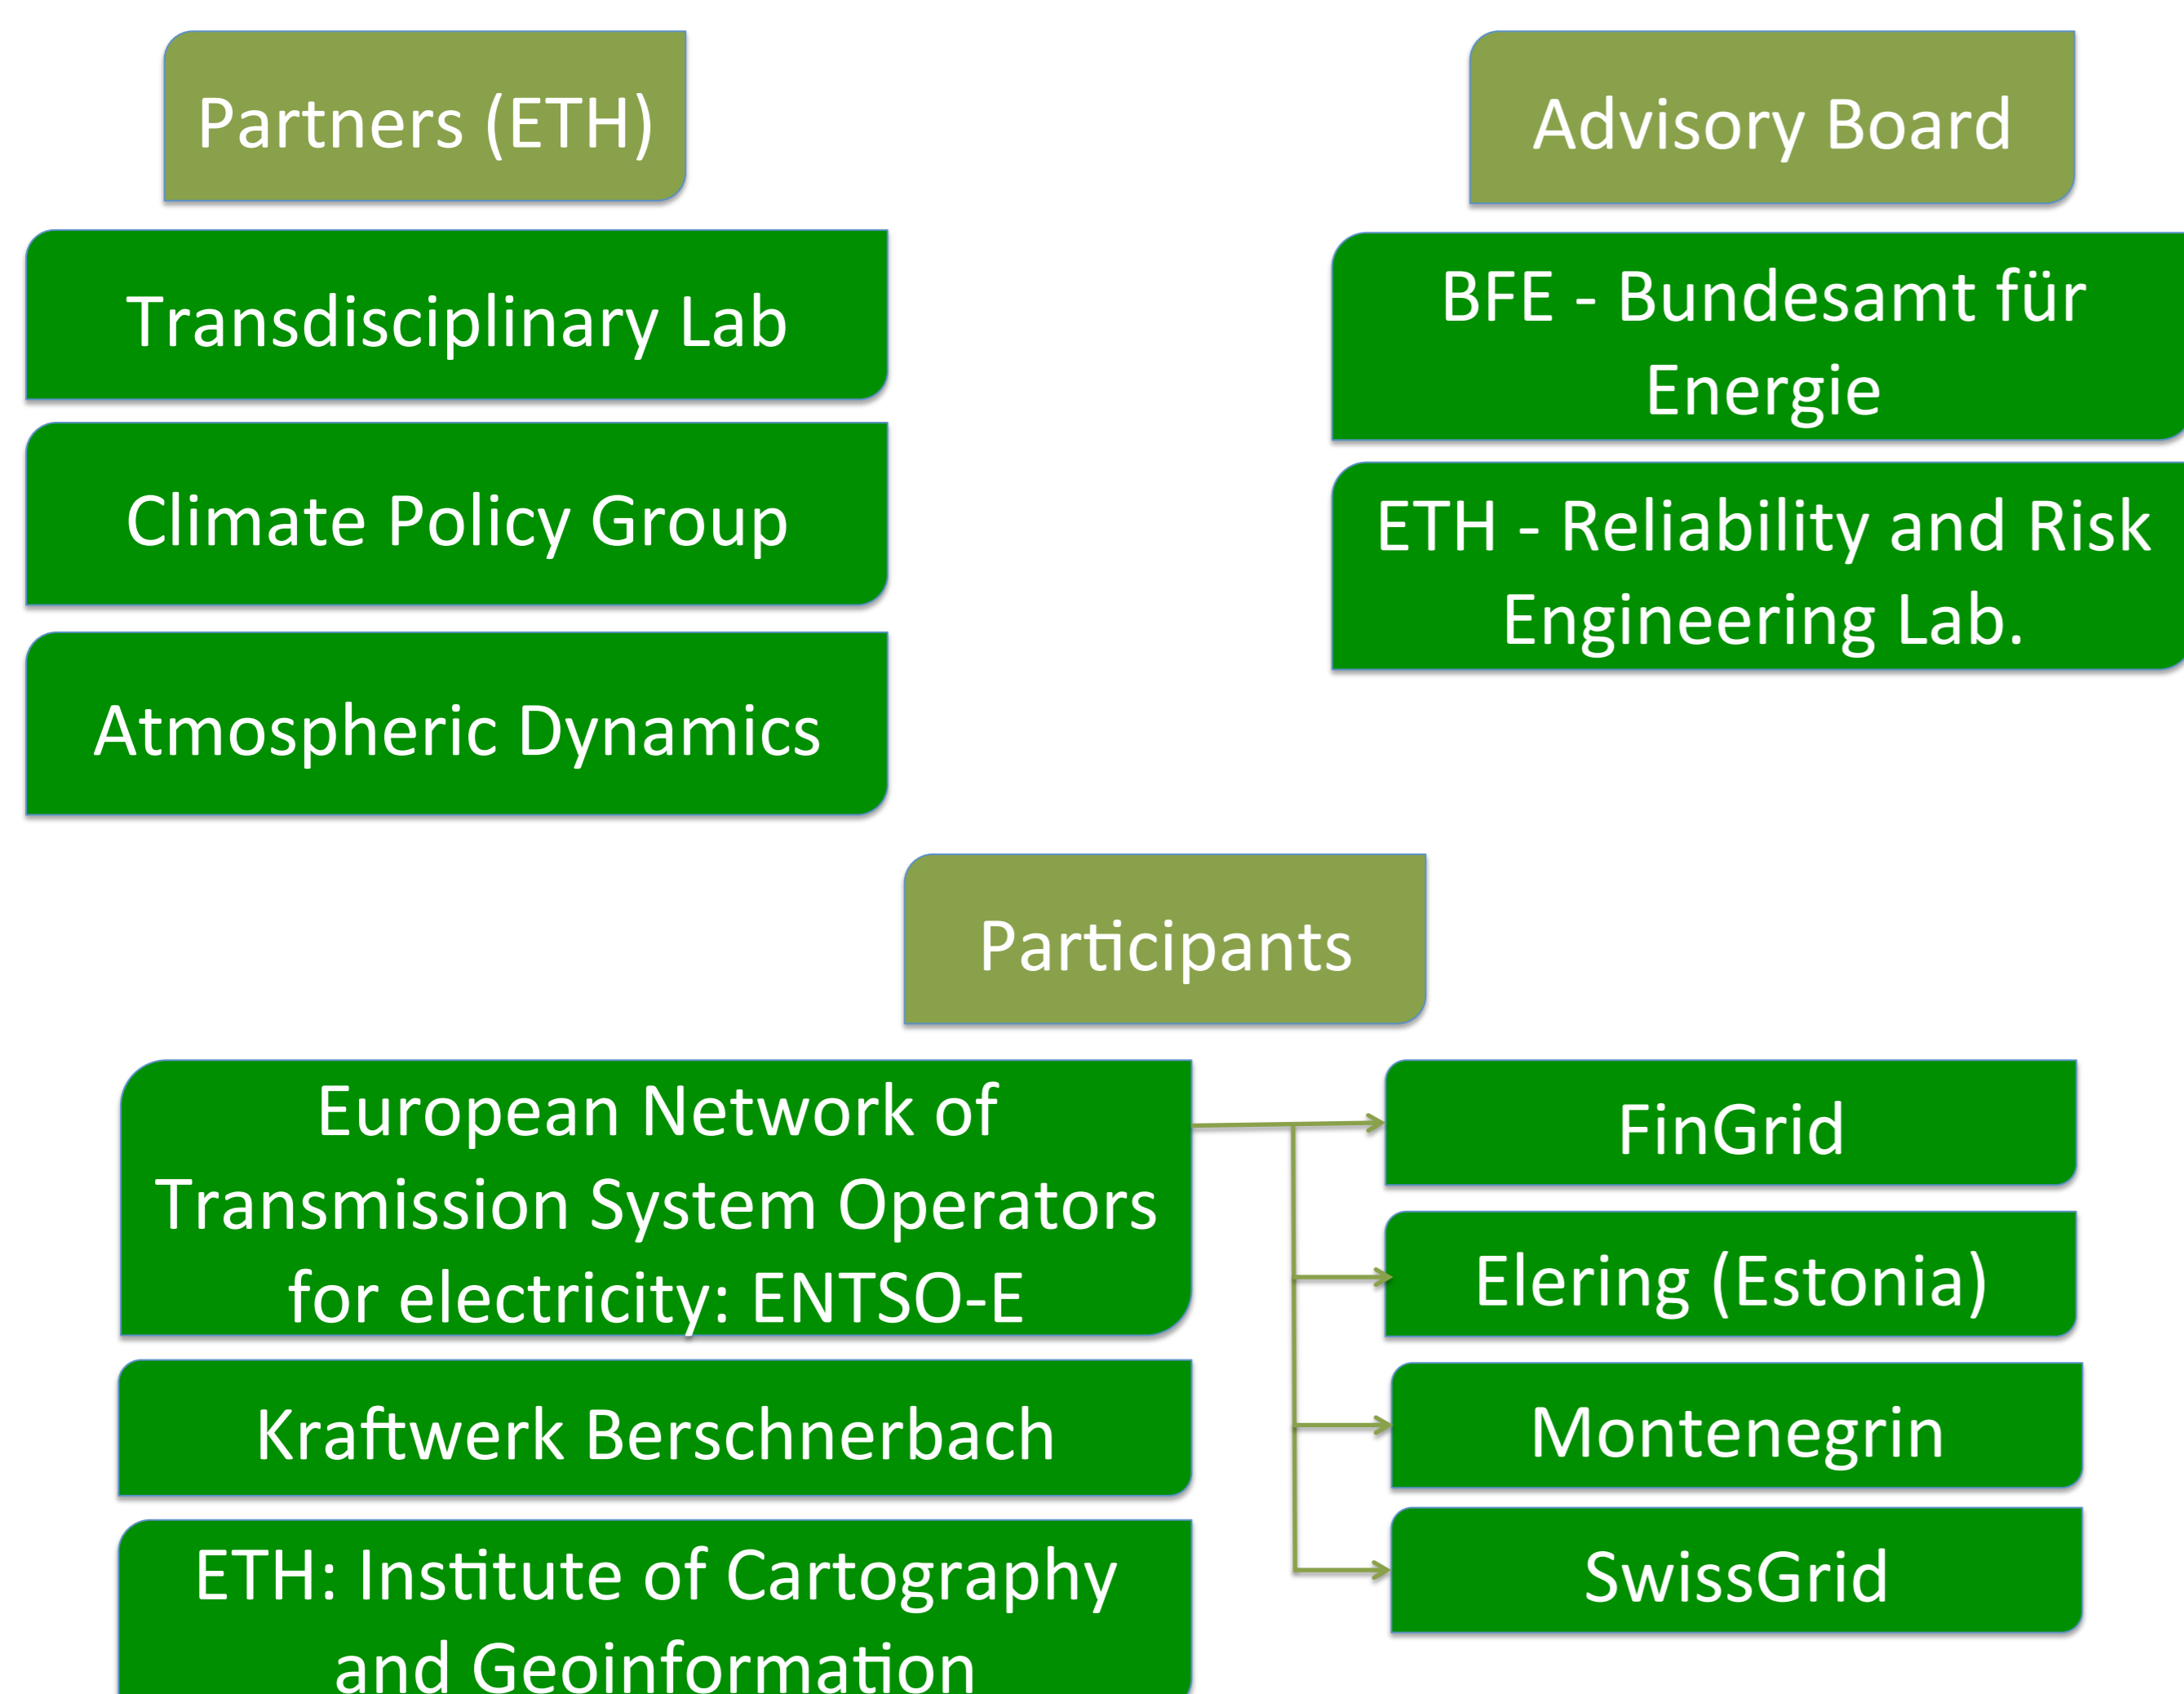 Partners (ETH)
Transdisciplinary Lab
Climate Policy Group
Atmospheric Dynamics
Advisory Board
BFE - Bundesamt für
Energie
ETH - Reliability and Risk
Engineering Lab.
Participants
European Network of
Transmission System Operators
for electricity: ENTSO-E
Kraftwerk Berschnerbach
ETH: Institute of Cartography
and Geoinformation
FinGrid
Elering (Estonia)
Montenegrin
SwissGrid